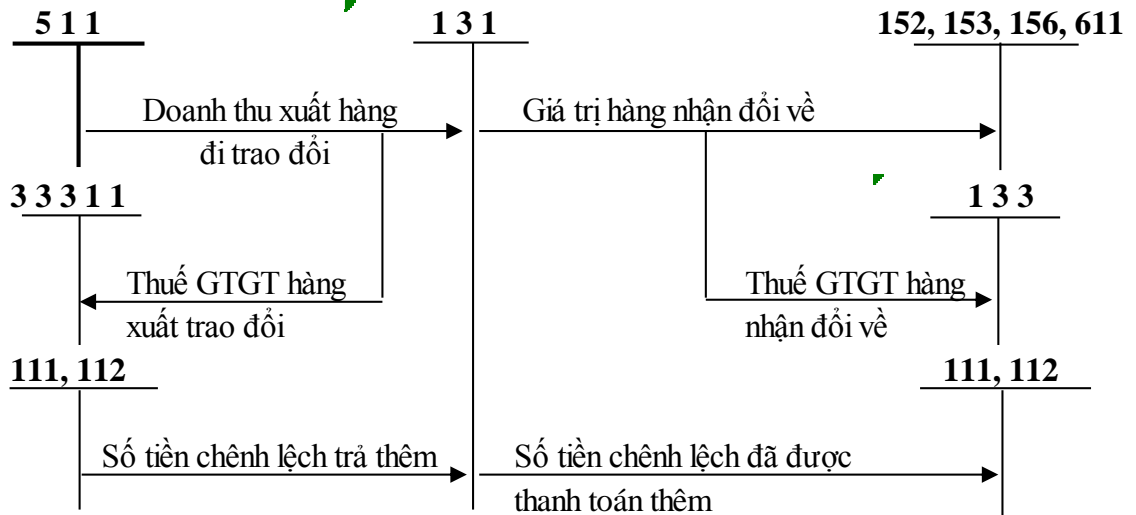 5 1 1
1 3 1
152, 153, 156, 611
Doanh thu xuất hàng
đi trao đổi
Giá trị hàng nhận đổi về
3 3 3 1 1
1 3 3
Thuế GTGT hàng
xuất trao đổi
Thuế GTGT hàng
nhận đổi về
111, 112
111, 112
Số tiền chênh lệch trả thêm
Số tiền chênh lệch đã được
thanh toán thêm